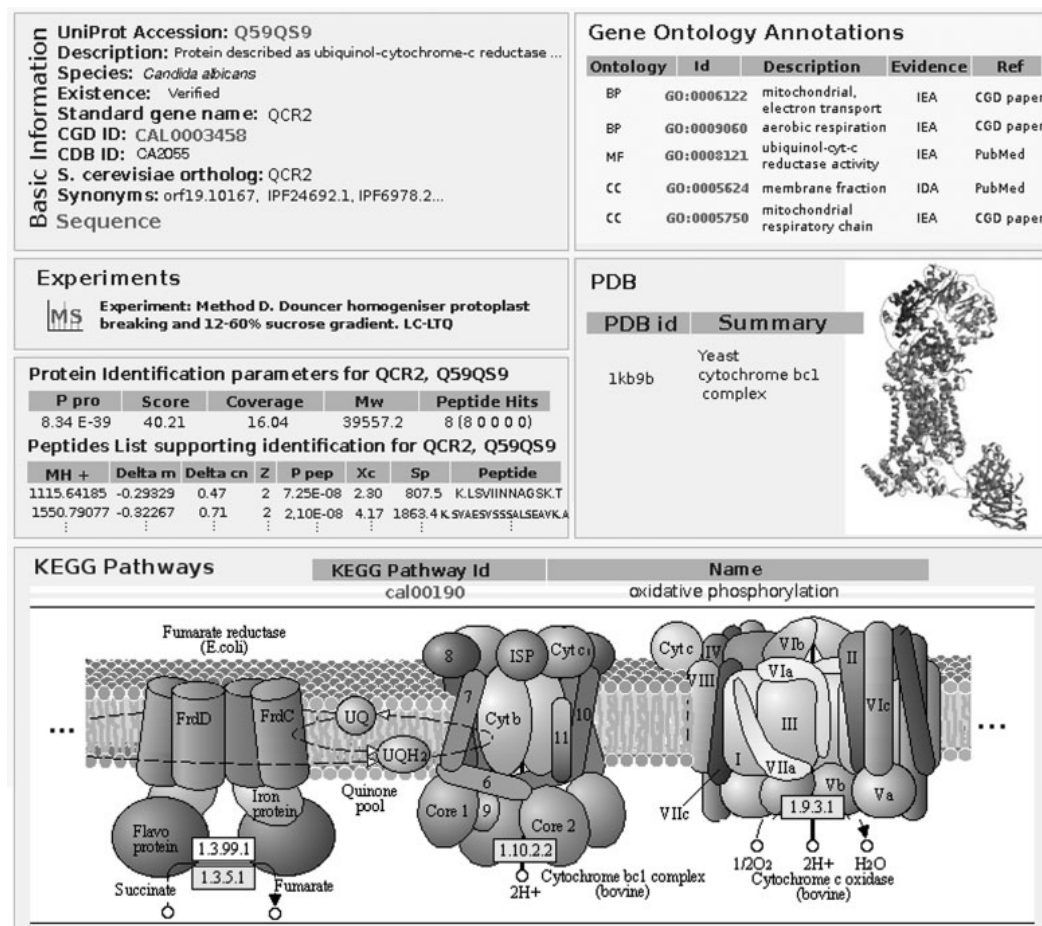 Basic Information
UniProt Accession: Q59QS9
Description: Protein described as ubiquinol-cytochrome-c reductase ...
Species: Candida albicans
Existence: Verified
Standard gene name: QCR2
CGD ID: CAL0003458
CDB ID: CA2055
S. cerevisiae ortholog: QCR2
Synonyms: orf19.10167, IPF24692.1, IPF6978.2...
Sequence
Gene Ontology Annotations
Ontology Id Description Evidence Ref
BP GO:0006122 mitochondrial, electron transport IEA CGD paper
BP GO:0009060 aerobic respiration IEA CGD paper
MF GO:0008121 ubiquinol-cyt-c reductase activity IEA PubMed
CC GO:0005624 membrane fraction IDA PubMed
CC GO:0005750 mitochondrial respiratory chain IEA CGD paper
Experiments
MS
Experiment: Method D. Douncer homogeniser protoplast
breaking and 12-60% sucrose gradient. LC-LTQ
PDB
PDB id Summary
1kb9b Yeast cytochrome bc1 complex
Protein Identification parameters for QCR2, Q59QS9
P pro Score Coverage Mw Peptide Hits
8.34 E-39 40.21 16.04 39557.2 8 (8 0 0 0 0)
Peptides List supporting identification for QCR2, Q59QS9
MH + Delta m Delta cn Z P pep Xc Sp Peptide
1115.64185 -0.29329 0.47 2 7.25E-08 2.30 807.5 K.LSVIINNAGSK.T
1550.79077 -0.32267 0.71 2 2,10E-08 4.17 1863.4 K.SVAESVSSSALSEAVK.A
KEGG Pathways
KEGG Pathway Id Name
cal00190 oxidative phosphorylation
Fumarate reductase
(E.coli)
FrdD FrdC
UQ
UQH2
Quinone
pool
Flavo
protein
Iron
protein
1.3.99.1
1.3.5.1
Succinate Fumarate
...
8 ISP Cyt c1
7 Cyt b 10
11
6
Core 1 9 Core 2
1.10.2.2
2H+
Cytochrome bc1 complex
(bovine)
Cyt c IV VIb II
VIII VIa VIc
III
I VIIa
VIIc Vb Va
1.9.3.1
1/2O2 2H+ H2O
Cytochrome c oxidase
(bovine)
...